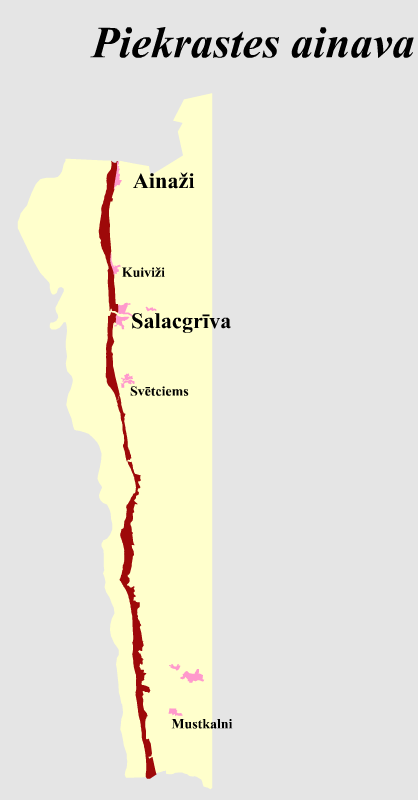 Piekrastes ainava
Ainaži
Kuiviži
Salacgrīva
Svētciems
Mustkalni